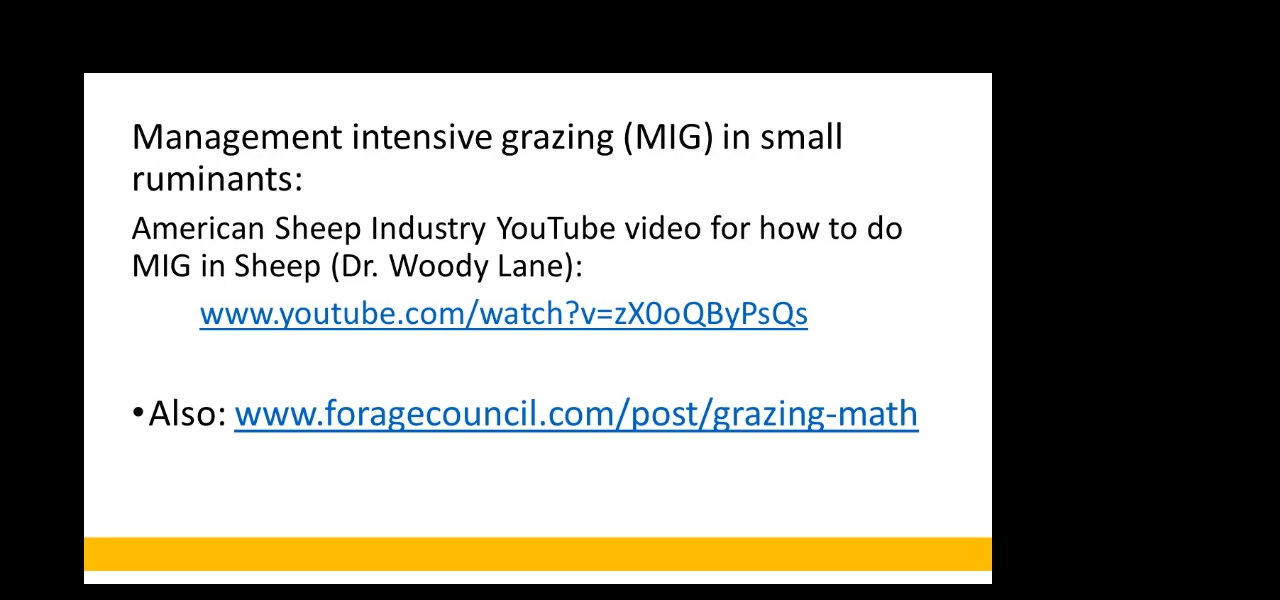 Management intensive grazing (MIG) in small
ruminants:
American Sheep Industry YouTube video for how to do
MIG in Sheep (Dr. Woody Lane):
www.youtube.com/watch?v=zX0oQByPsQs
•Also: www.foragecouncil.com/post/grazing-math